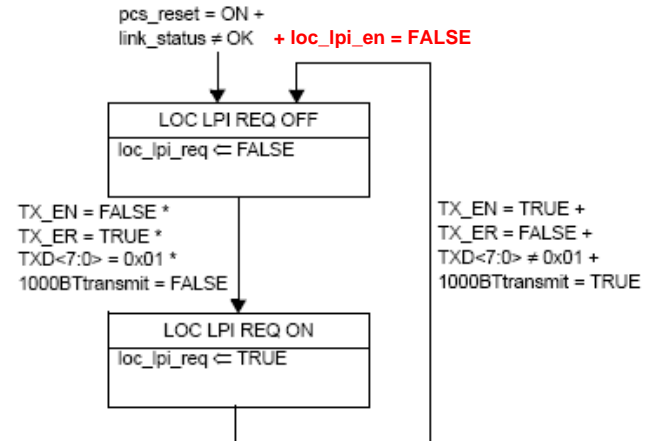 pcs_reset = ON +
link_status ≠ OK + loc_lpi_en = FALSE
LOC LPI REQ OFF
loc_lpi_req ⇐ FALSE
TX_EN = FALSE *
TX_ER = TRUE *
TXD<7:0> = 0x01 *
1000BTtransmit = FALSE
TX_EN = TRUE +
TX_ER = FALSE +
TXD<7:0> ≠ 0x01 +
1000BTtransmit = TRUE
LOC LPI REQ ON
loc_lpi_req ⇐ TRUE